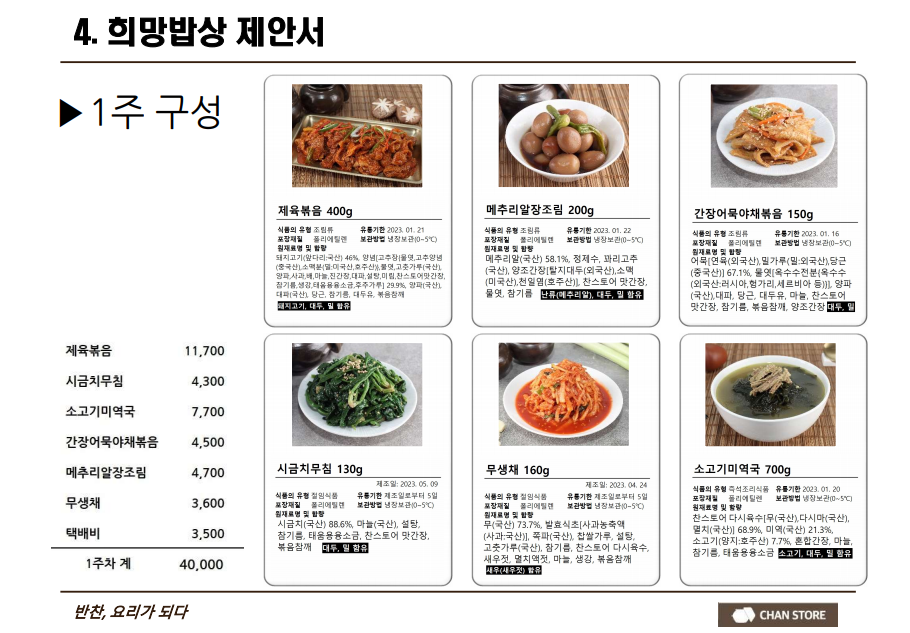 4. 희망밥상 제안서
▶1주 구성
제육볶음 400g
식품의 유형 조림류 유통기한 2023. 01. 21
포장재질 폴리에틸렌 보관방법 냉장보관(0~5℃)
원재료명 및 함량
돼지고기(앞다리:국산) 46%, 양념[고추장{물엿,고추양념
(중국산),소맥분(밀:미국산,호주산)},물엿,고춧가루(국산),
양파,사과,배,마늘,진간장,대파,설탕,미림,찬스토어맛간장,
참기름,생강,태움용융소금,후추가루] 29.9%, 양파(국산),
대파(국산), 당근, 참기름, 대두유, 볶음참깨
돼지고기, 대두, 밀 함유
메추리알장조림 200g
식품의 유형 조림류 유통기한 2023. 01. 22
포장재질 폴리에틸렌 보관방법 냉장보관(0~5℃)
원재료명 및 함량
메추리알(국산) 58.1%, 정제수, 꽈리고추
(국산), 양조간장[탈지대두(외국산),소맥
(미국산),천일염(호주산)], 찬스토어 맛간장,
물엿, 참기름 난류(메추리알), 대두, 밀 함유
간장어묵야채볶음 150g
식품의 유형 조림류 유통기한 2023. 01. 16
포장재질 폴리에틸렌 보관방법 냉장보관(0~5℃)
원재료명 및 함량
어묵[연육(외국산),밀가루(밀:외국산),당근
(중국산)] 67.1%, 물엿[옥수수전분(옥수수
(외국산:러시아,헝가리,세르비아 등))], 양파
(국산),대파, 당근, 대두유, 마늘, 찬스토어
맛간장, 참기름, 볶음참깨, 양조간장 대두, 밀
제육볶음 11,700
시금치무침 4,300
소고기미역국 7,700
간장어묵야채볶음 4,500
메추리알장조림 4,700
무생채 3,600
택배비 3,500
1주차 계 40,000
시금치무침 130g
제조일: 2023. 05. 09
식품의 유형 절임식품 유통기한 제조일로부터 5일
포장재질 폴리에틸렌 보관방법 냉장보관(0~5℃)
원재료명 및 함량
시금치(국산) 88.6%, 마늘(국산), 설탕,
참기름, 태움용융소금, 찬스토어 맛간장,
볶음참깨 대두, 밀 함유
무생채 160g
제조일: 2023. 04. 24
식품의 유형 절임식품 유통기한 제조일로부터 5일
포장재질 폴리에틸렌 보관방법 냉장보관(0~5℃)
원재료명 및 함량
무(국산) 73.7%, 발효식초[사과농축액
(사과:국산)], 쪽파(국산), 찹쌀가루, 설탕,
고춧가루(국산), 참기름, 찬스토어 다시육수,
새우젓, 멸치액젓, 마늘, 생강, 볶음참깨
새우(새우젓) 함유
소고기미역국 700g
식품의 유형 즉석조리식품 유통기한 2023. 01. 20
포장재질 폴리에틸렌 보관방법 냉장보관(0~5℃)
원재료명 및 함량
찬스토어 다시육수[무(국산),다시마(국산),
멸치(국산)] 68.9%, 미역(국산) 21.3%,
소고기(양지:호주산) 7.7%, 혼합간장, 마늘,
참기름, 태움용융소금 소고기, 대두, 밀 함유
반찬, 요리가 되다
CHAN STORE